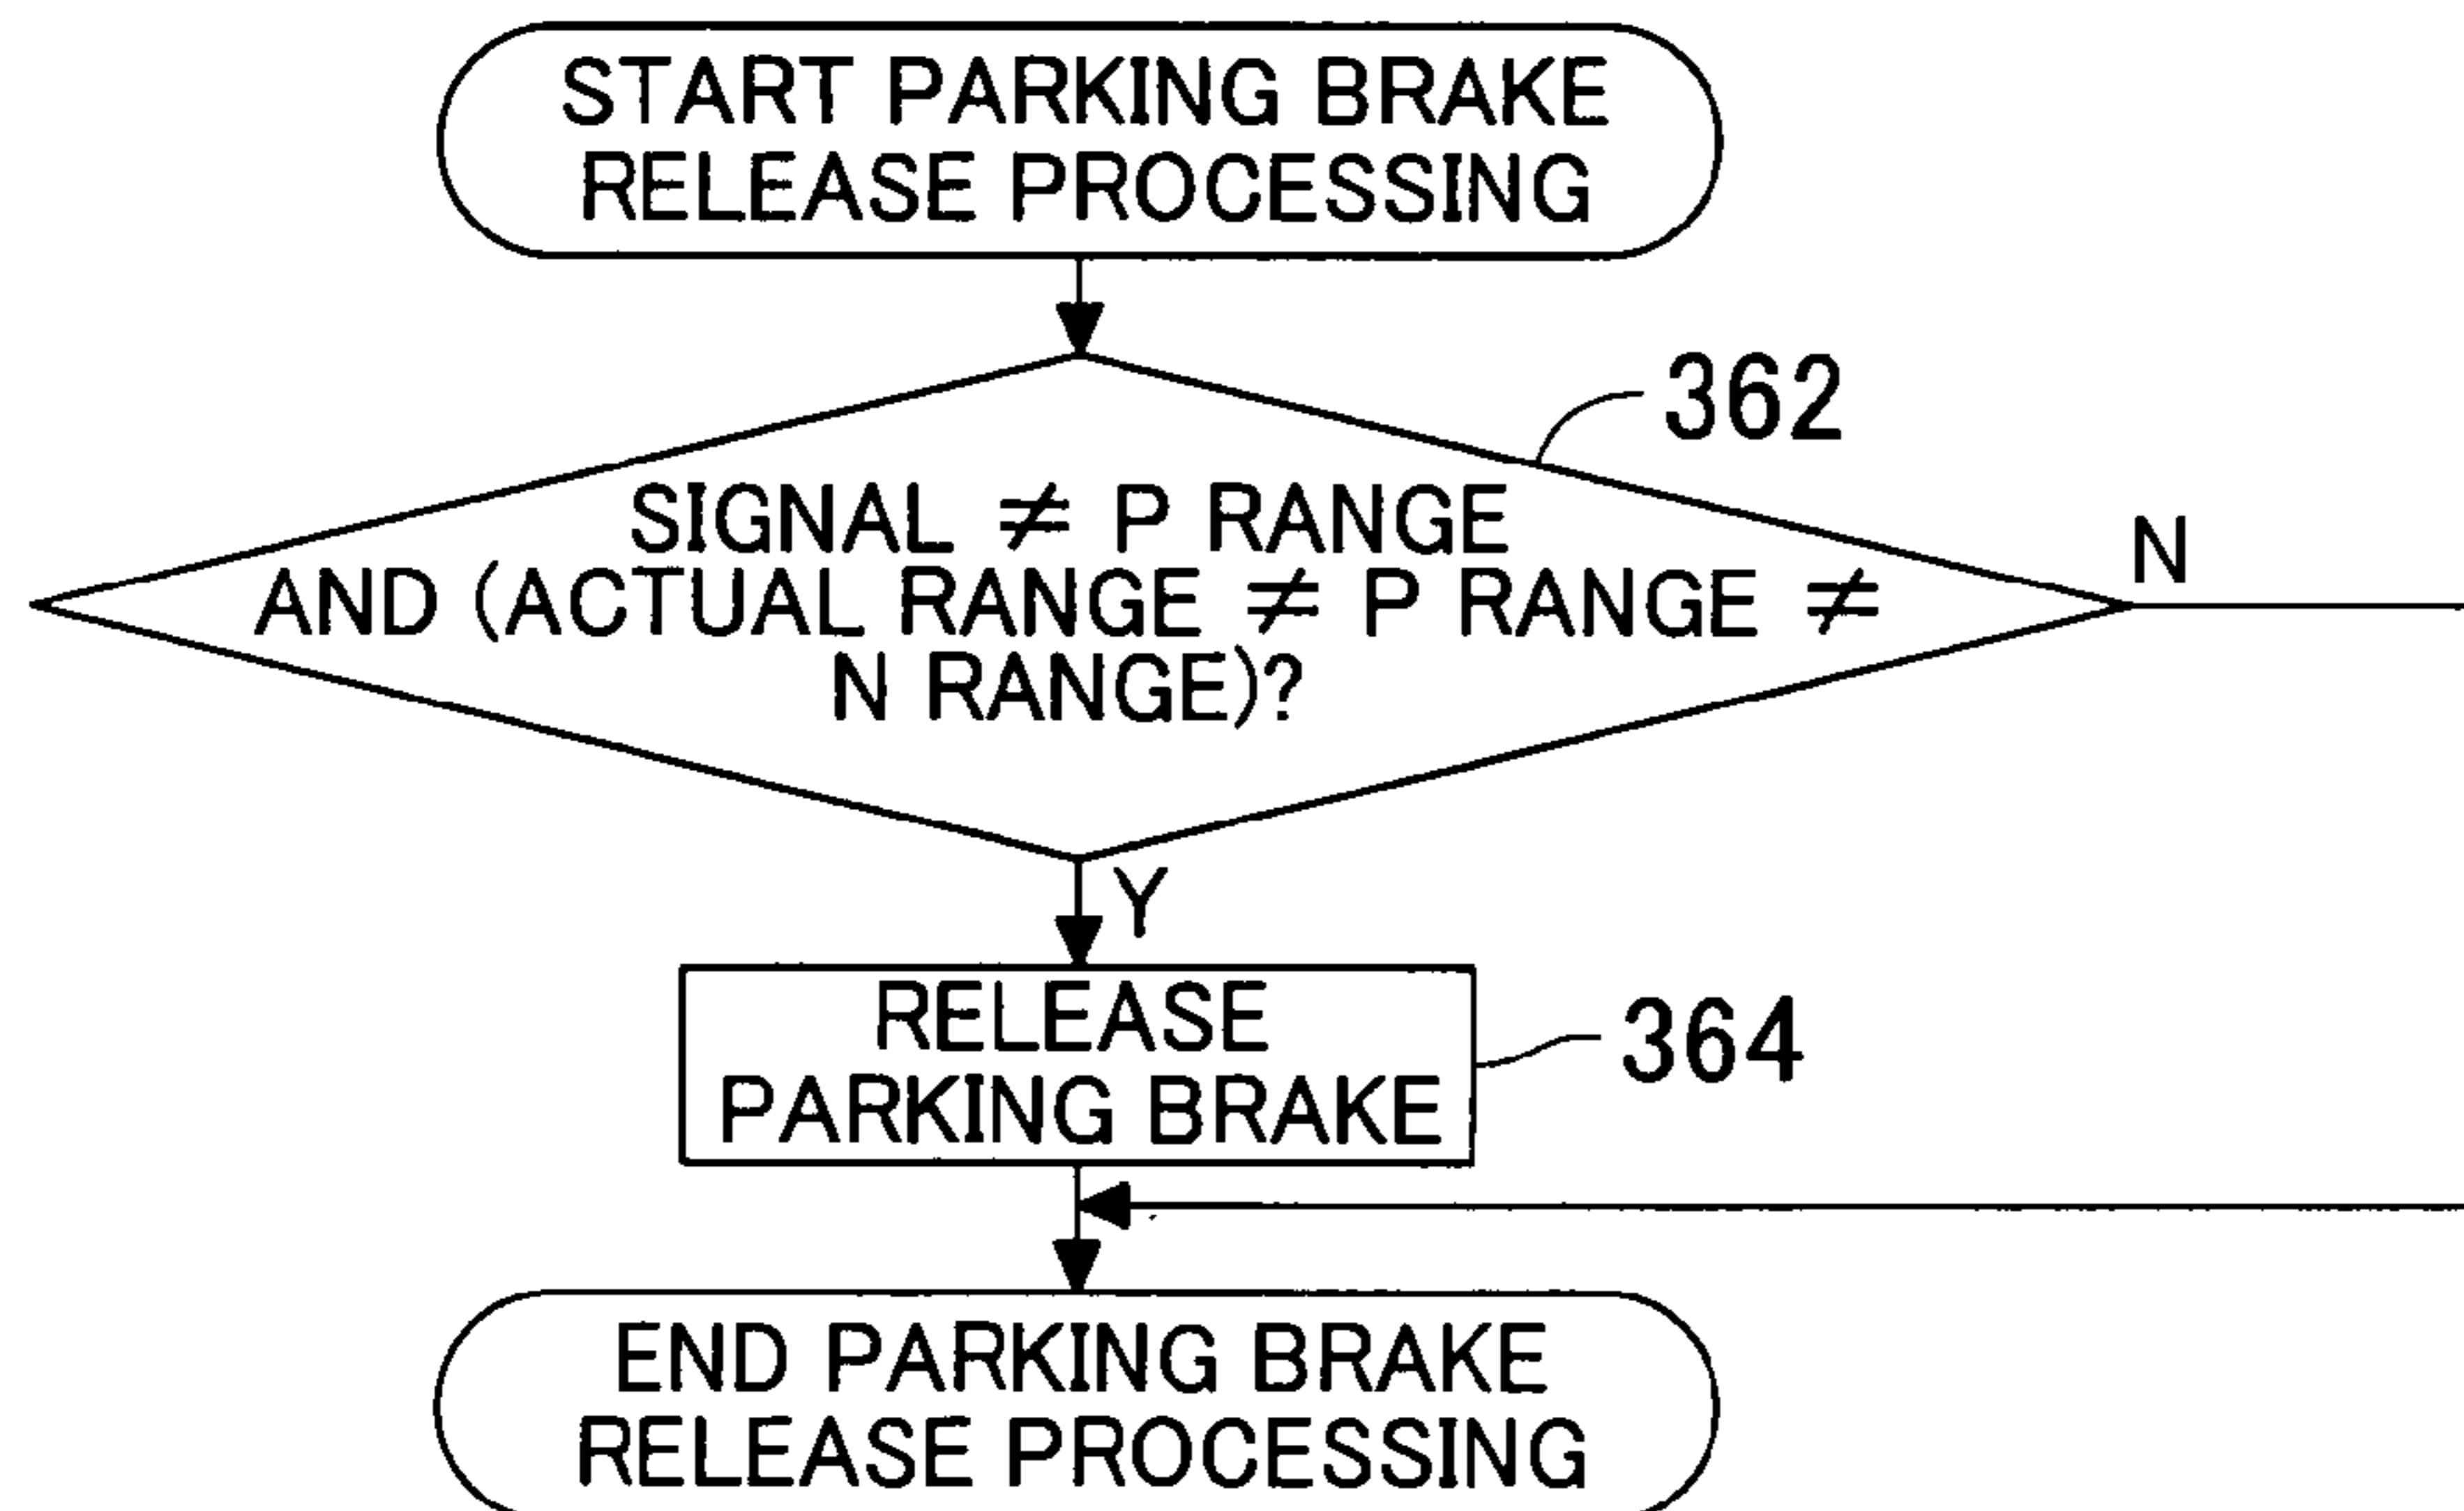 START PARKING BRAKE
RELEASE PROCESSING
362
SIGNAL ≠ P RANGE
AND (ACTUAL RANGE ≠ P RANGE ≠
N RANGE)?
N
Y
RELEASE
PARKING BRAKE
364
END PARKING BRAKE
RELEASE PROCESSING